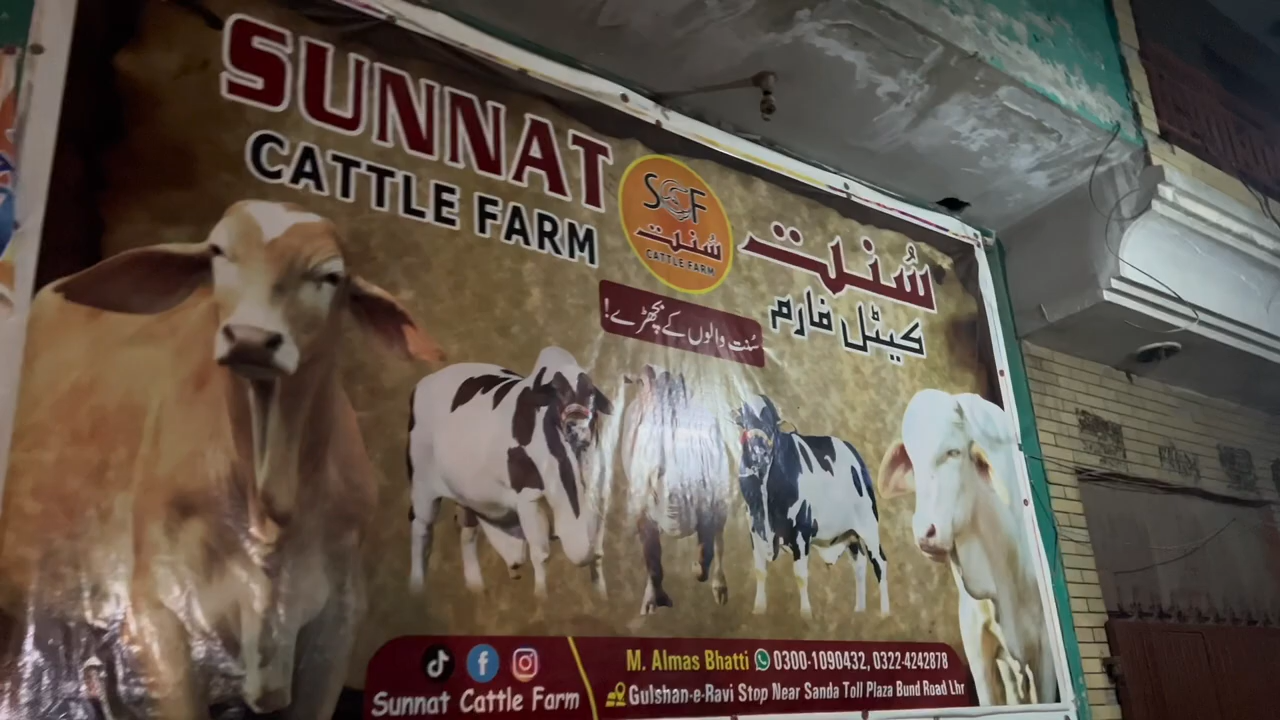 SUNNAT
CATTLE FARM
SCF
سُنت
CATTLE FARM
سُنت
کیٹل فارم
سُنت والوں کے بچھڑے!
Sunnat Cattle Farm
M. Almas Bhatti 0300-1090432, 0322-4242878
Gulshan-e-Ravi Stop Near Sanda Toll Plaza Bund Road Lhr